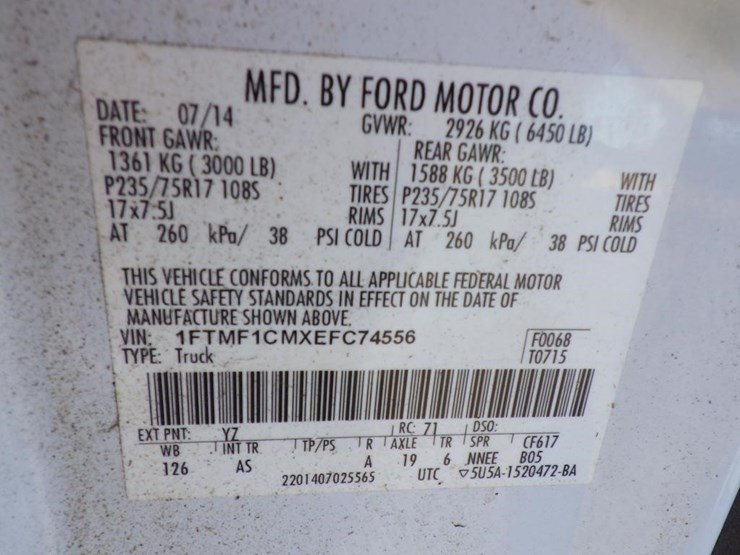 MFD. BY FORD MOTOR CO.
DATE: 07/14 GVWR: 2926 KG ( 6450 LB)
FRONT GAWR: REAR GAWR:
1361 KG ( 3000 LB) WITH 1588 KG ( 3500 LB) WITH
P235/75R17 108S TIRES P235/75R17 108S TIRES
17x7.5J RIMS 17x7.5J RIMS
AT 260 kPa/ 38 PSI COLD AT 260 kPa/ 38 PSI COLD
THIS VEHICLE CONFORMS TO ALL APPLICABLE FEDERAL MOTOR
VEHICLE SAFETY STANDARDS IN EFFECT ON THE DATE OF
MANUFACTURE SHOWN ABOVE.
VIN: 1FTMF1CMXEFC74556 F0068
TYPE: Truck T0715
EXT PNT: YZ RC: 71 DSO:
WB INT TR TP/PS R AXLE TR SPR CF617
126 AS A 19 6 NNEE B05
2201407025565 UTC ▽5U5A-1520472-BA